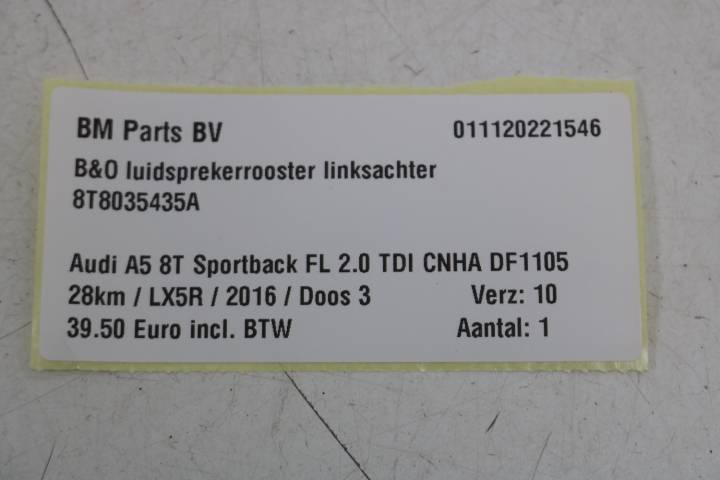 BM Parts BV 011120221546
B&O luidsprekerrooster linksachter
8T8035435A
Audi A5 8T Sportback FL 2.0 TDI CNHA DF1105
28km / LX5R / 2016 / Doos 3 Verz: 10
39.50 Euro incl. BTW Aantal: 1